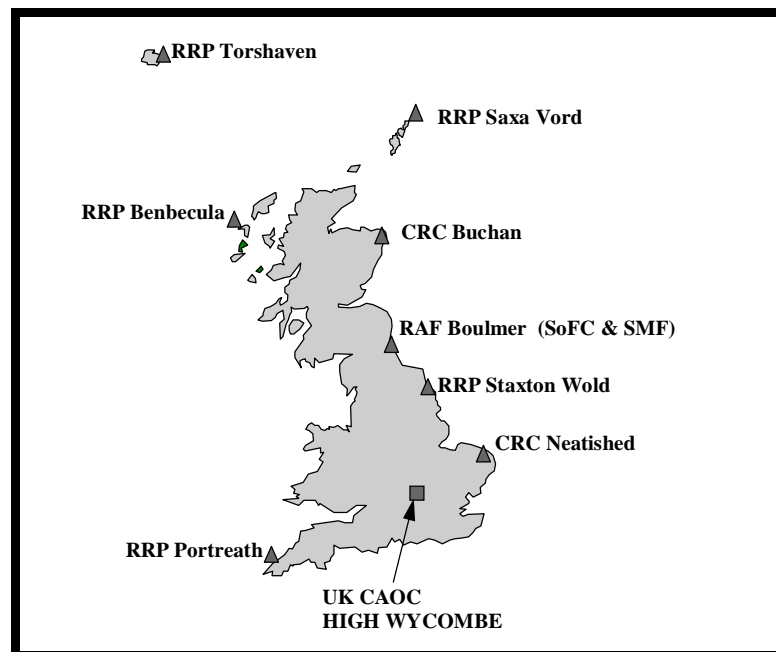 RRP Torshaven
RRP Saxa Vord
RRP Benbecula
CRC Buchan
RAF Boulmer (SoFC & SMF)
RRP Staxton Wold
CRC Neatished
RRP Portreath
UK CAOC
HIGH WYCOMBE